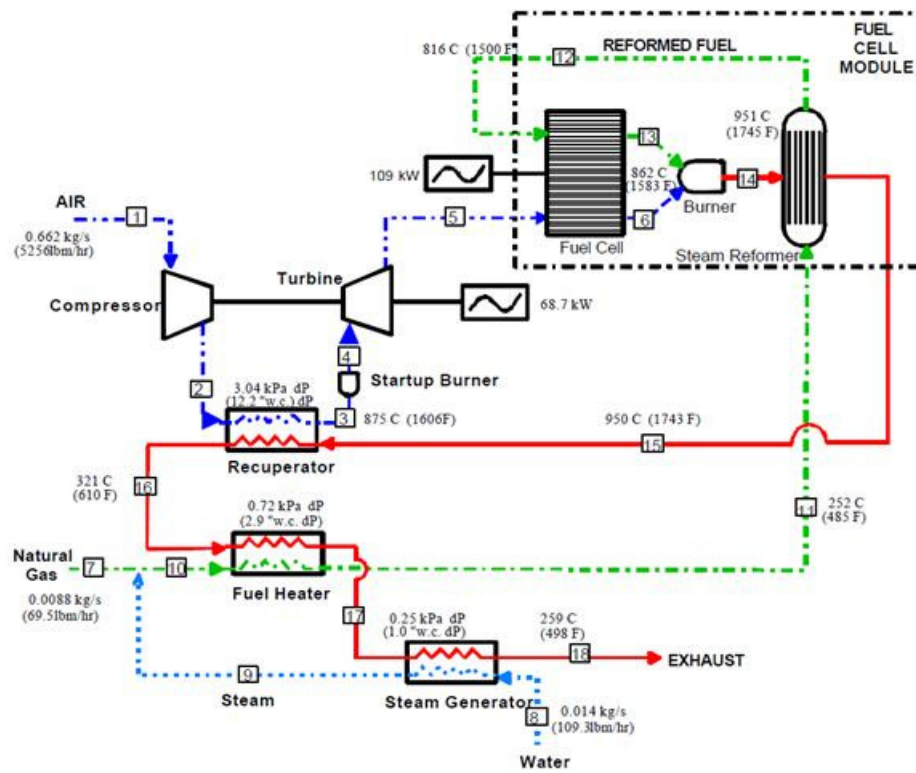 FUEL
CELL
MODULE
816 C (1500 F)
12
REFORMED FUEL
951 C
(1745 F)
13
862 C
(1583 F)
14
109 kW
Burner
AIR
1
5
6
0.662 kg/s
(5256lbm/hr)
Fuel Cell
Steam Reformer
Turbine
Compressor
68.7 kW
4
2
Startup Burner
3.04 kPa dP
(12.2 "w.c.) dP
3
875 C (1606F)
950 C (1743 F)
15
Recuperator
321 C
(610 F)
16
0.72 kPa dP
(2.9 "w.c. dP)
11
252 C
(485 F)
Natural
Gas
7
10
Fuel Heater
0.0088 kg/s
(69.5lbm/hr)
17
0.25 kPa dP
(1.0 "w.c. dP)
259 C
(498 F)
18
EXHAUST
9
Steam
Steam Generator
8
0.014 kg/s
(109.3lbm/hr)
Water